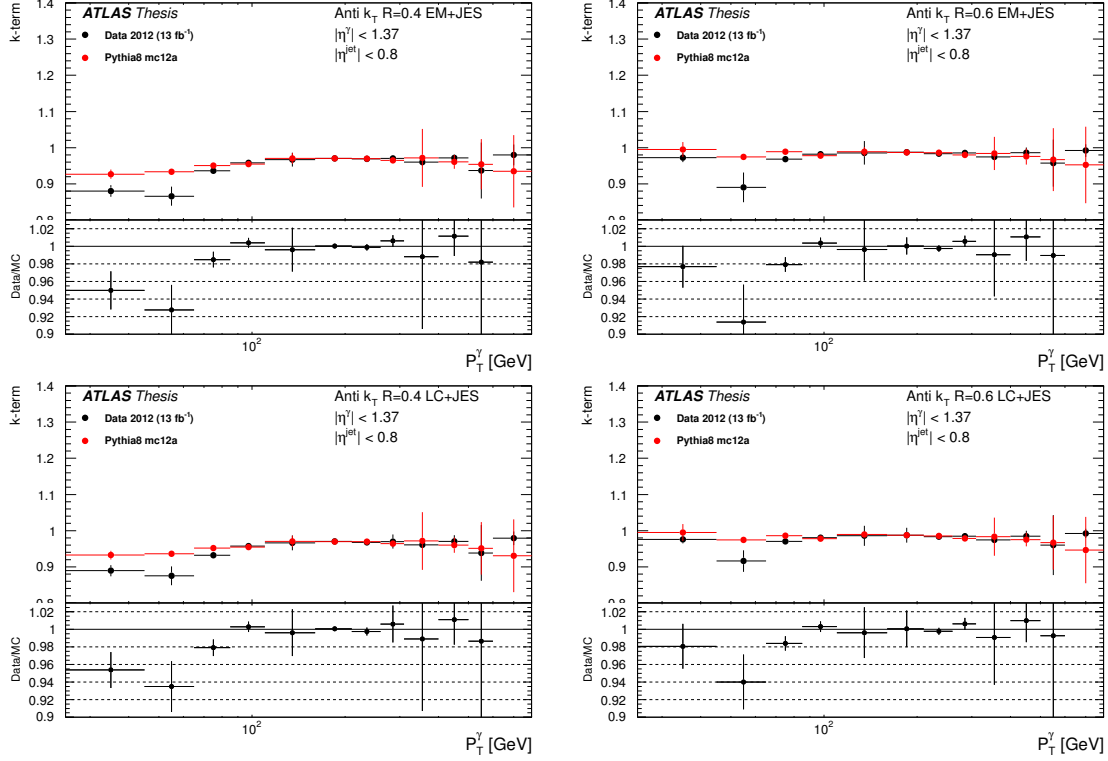 k-term
ATLAS Thesis
Data 2012 (13 fb⁻¹)
Pythia8 mc12a
Anti k_T R=0.4 EM+JES
|η^γ| < 1.37
|η^jet| < 0.8
1.4
1.3
1.2
1.1
1
0.9
0.8
Data/MC
1.02
1
0.98
0.96
0.94
0.92
0.9
10²
P_T^γ [GeV]
k-term
ATLAS Thesis
Data 2012 (13 fb⁻¹)
Pythia8 mc12a
Anti k_T R=0.6 EM+JES
|η^γ| < 1.37
|η^jet| < 0.8
1.4
1.3
1.2
1.1
1
0.9
0.8
Data/MC
1.02
1
0.98
0.96
0.94
0.92
0.9
10²
P_T^γ [GeV]
k-term
ATLAS Thesis
Data 2012 (13 fb⁻¹)
Pythia8 mc12a
Anti k_T R=0.4 LC+JES
|η^γ| < 1.37
|η^jet| < 0.8
1.4
1.3
1.2
1.1
1
0.9
0.8
Data/MC
1.02
1
0.98
0.96
0.94
0.92
0.9
10²
P_T^γ [GeV]
k-term
ATLAS Thesis
Data 2012 (13 fb⁻¹)
Pythia8 mc12a
Anti k_T R=0.6 LC+JES
|η^γ| < 1.37
|η^jet| < 0.8
1.4
1.3
1.2
1.1
1
0.9
0.8
Data/MC
1.02
1
0.98
0.96
0.94
0.92
0.9
10²
P_T^γ [GeV]